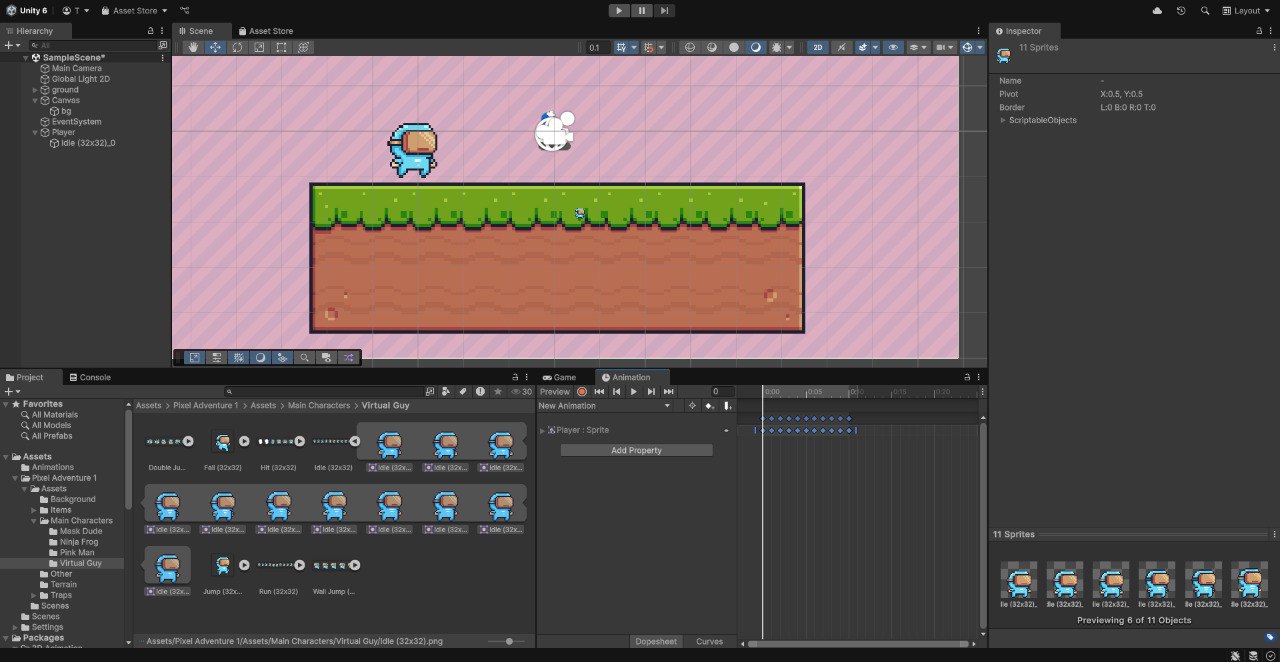 Unity 6 T Asset Store Layout
Hierarchy
All
SampleScene*
Main Camera
Global Light 2D
ground
Canvas
bg
EventSystem
Player
Idle (32x32)_0
Scene Asset Store
0.1 2D
Inspector
11 Sprites
Name -
Pivot X:0.5, Y:0.5
Border L:0 B:0 R:0 T:0
ScriptableObjects
Project Console
30
Favorites
All Materials
All Models
All Prefabs
Assets
Animations
Pixel Adventure 1
Assets
Background
Items
Main Characters
Mask Dude
Ninja Frog
Pink Man
Virtual Guy
Other
Terrain
Traps
Scenes
Scenes
Settings
Packages
Assets Pixel Adventure 1 Assets Main Characters Virtual Guy
Double Ju... Fall (32x32) Hit (32x32) Idle (32x32) Idle (32x... Idle (32x... Idle (32x...
Idle (32x... Idle (32x... Idle (32x... Idle (32x... Idle (32x... Idle (32x... Idle (32x...
Idle (32x... Jump (32x... Run (32x32) Wall Jump (...
Assets/Pixel Adventure 1/Assets/Main Characters/Virtual Guy/Idle (32x32).png
Game Animation
Preview 0 0:00 0:05 0:10 0:15 0:20
New Animation
Player : Sprite
Add Property
Dopesheet Curves
11 Sprites
lle (32x32)_ lle (32x32)_ lle (32x32)_ lle (32x32)_ lle (32x32)_ lle (32x32)_
Previewing 6 of 11 Objects